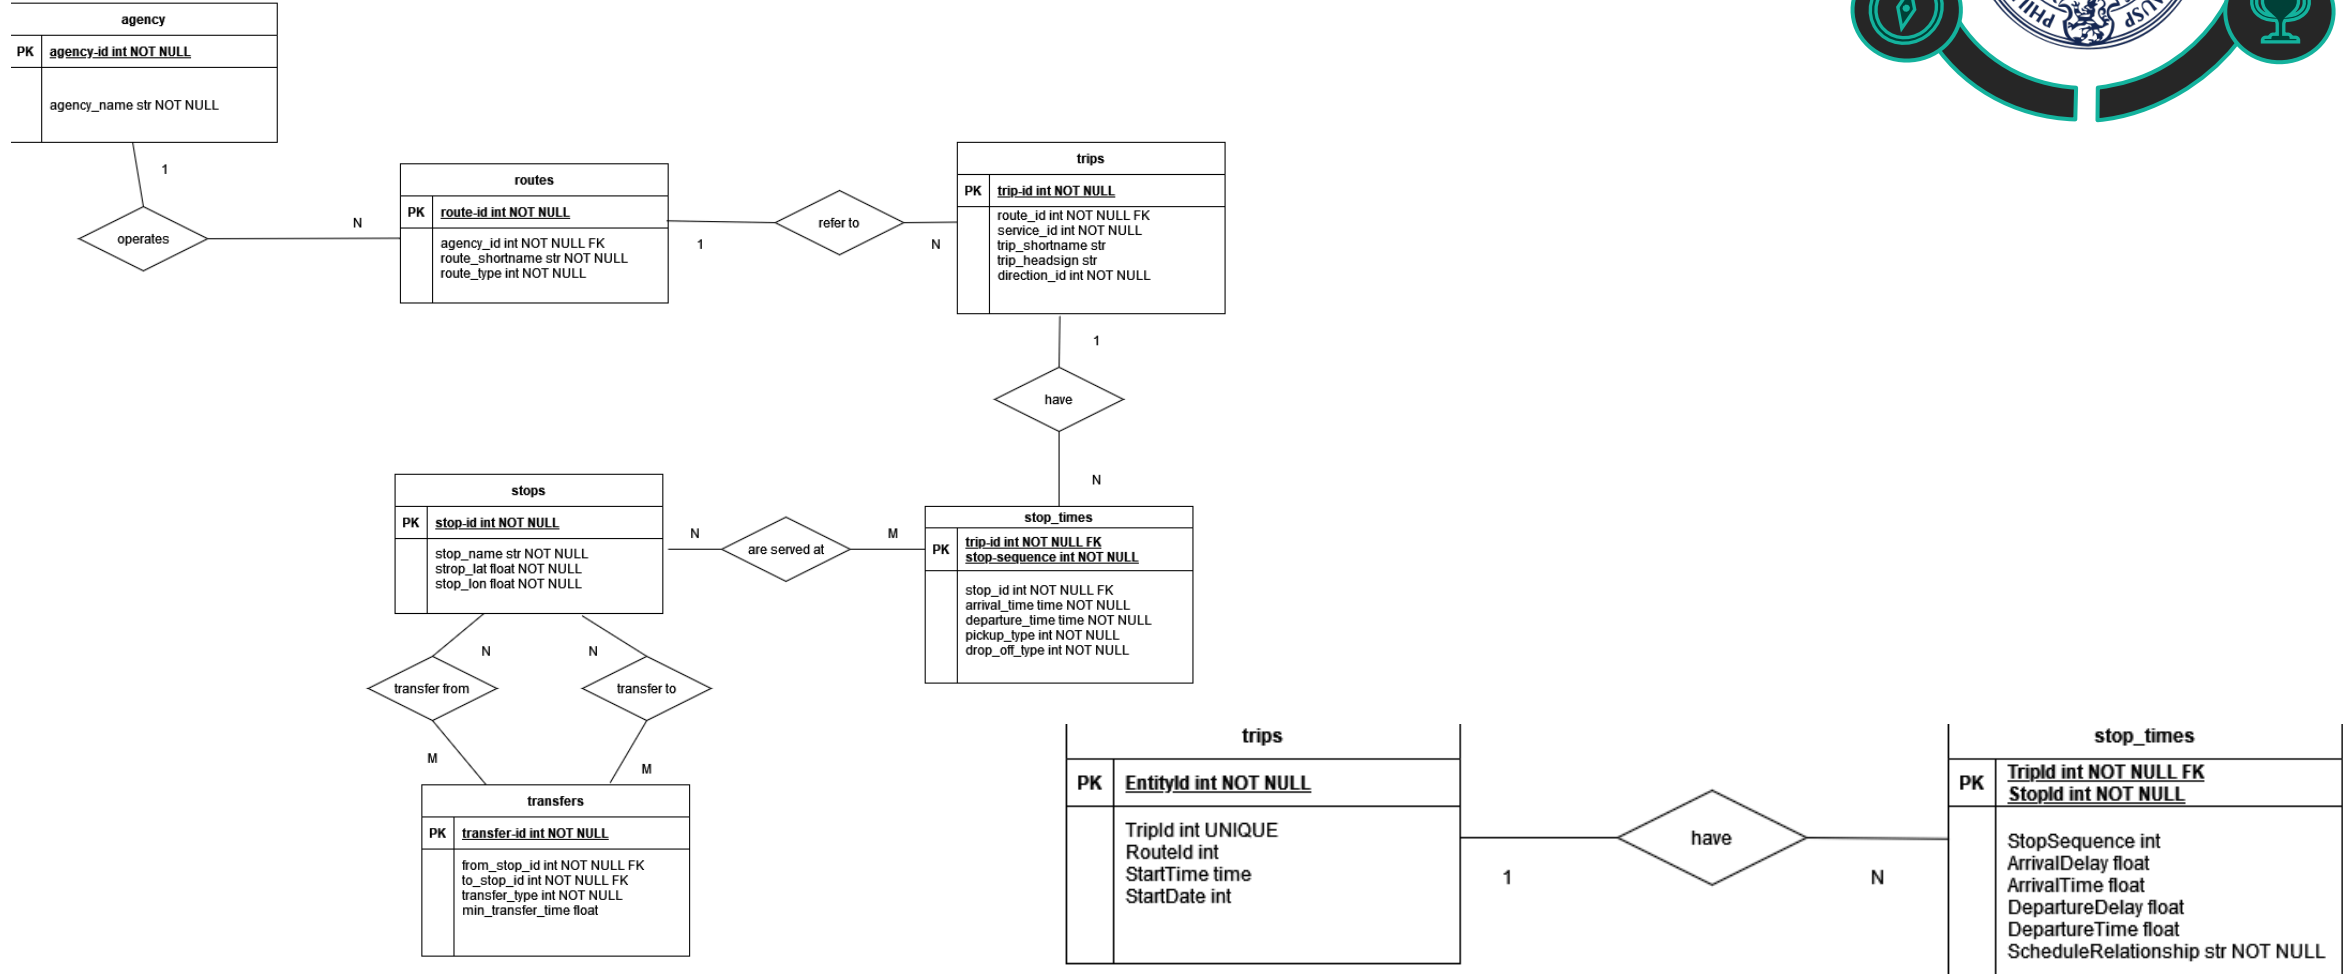 agency
PK agency-id int NOT NULL
agency_name str NOT NULL
1
operates
N
routes
PK route-id int NOT NULL
agency_id int NOT NULL FK
route_shortname str NOT NULL
route_type int NOT NULL
1
refer to
N
trips
PK trip-id int NOT NULL
route_id int NOT NULL FK
service_id int NOT NULL
trip_shortname str
trip_headsign str
direction_id int NOT NULL
1
have
N
stops
PK stop-id int NOT NULL
stop_name str NOT NULL
strop_lat float NOT NULL
stop_lon float NOT NULL
N
are served at
M
stop_times
PK trip-id int NOT NULL FK
stop-sequence int NOT NULL
stop_id int NOT NULL FK
arrival_time time NOT NULL
departure_time time NOT NULL
pickup_type int NOT NULL
drop_off_type int NOT NULL
N
N
transfer from
transfer to
M
M
transfers
PK transfer-id int NOT NULL
from_stop_id int NOT NULL FK
to_stop_id int NOT NULL FK
transfer_type int NOT NULL
min_transfer_time float
trips
PK EntityId int NOT NULL
TripId int UNIQUE
RouteId int
StartTime time
StartDate int
1
have
N
stop_times
PK TripId int NOT NULL FK
StopId int NOT NULL
StopSequence int
ArrivalDelay float
ArrivalTime float
DepartureDelay float
DepartureTime float
ScheduleRelationship str NOT NULL